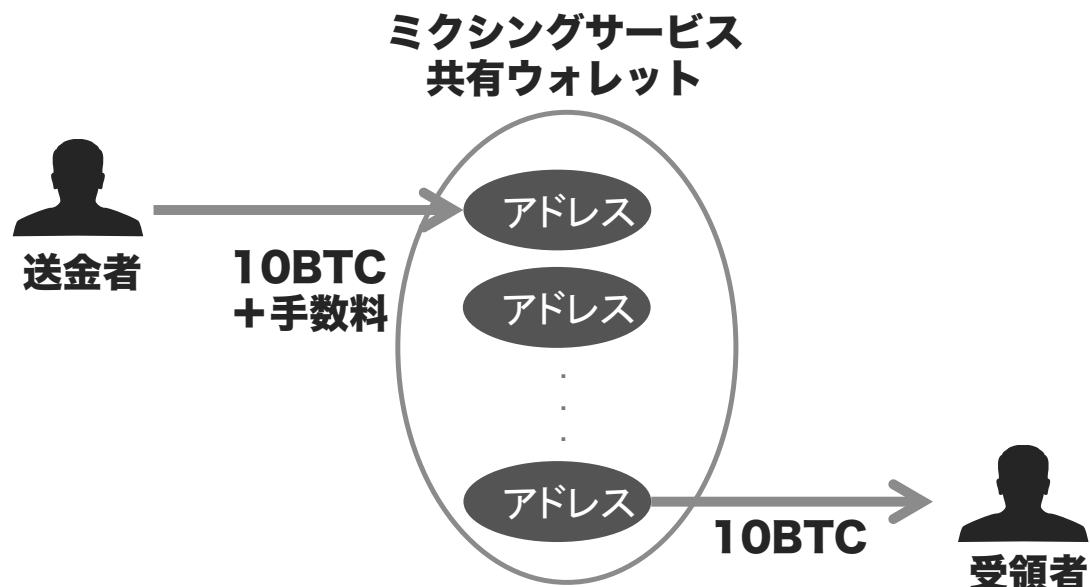 ミクシングサービス
共有ウォレット
アドレス
送金者
10BTC
＋手数料
アドレス
アドレス
10BTC
受領者